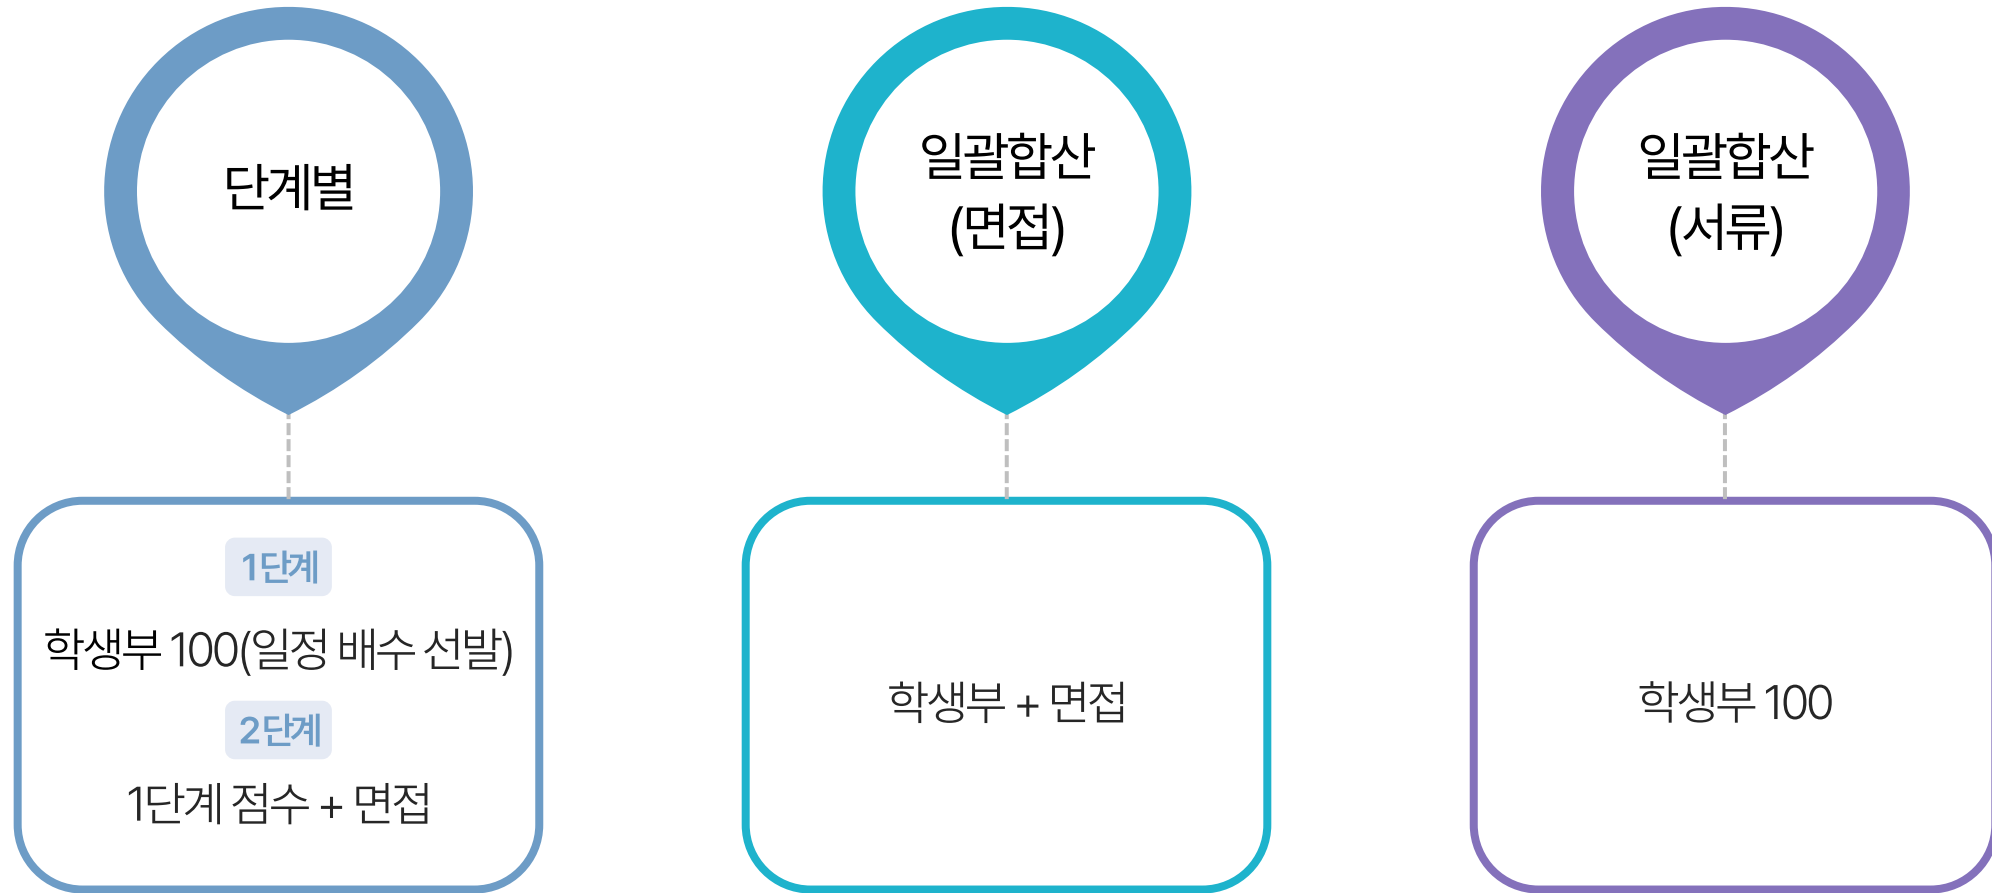 단계별
1단계
학생부 100(일정 배수 선발)
2단계
1단계 점수 + 면접
일괄합산
(면접)
학생부 + 면접
일괄합산
(서류)
학생부 100